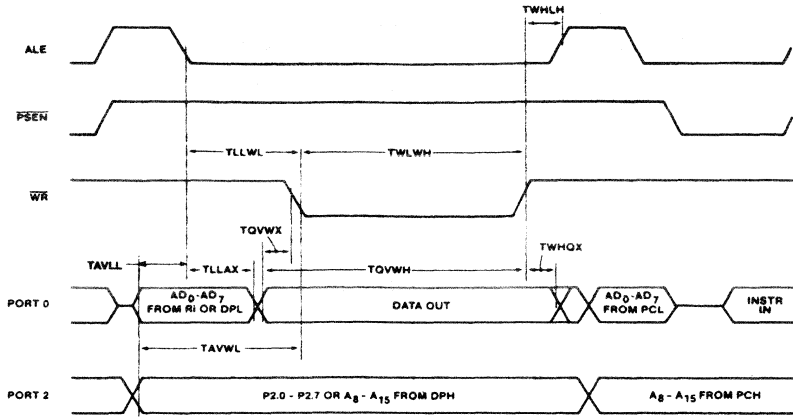 TWHLH
ALE
PSEN
TLLWL
TWLWH
WR
TQVWX
TWHQX
TAVLL
TLLAX
TQVWH
PORT 0
AD0-AD7
FROM Ri OR DPL
DATA OUT
AD0-AD7
FROM PCL
INSTR
IN
TAVWL
PORT 2
P2.0 - P2.7 OR A8 - A15 FROM DPH
A8 - A15 FROM PCH